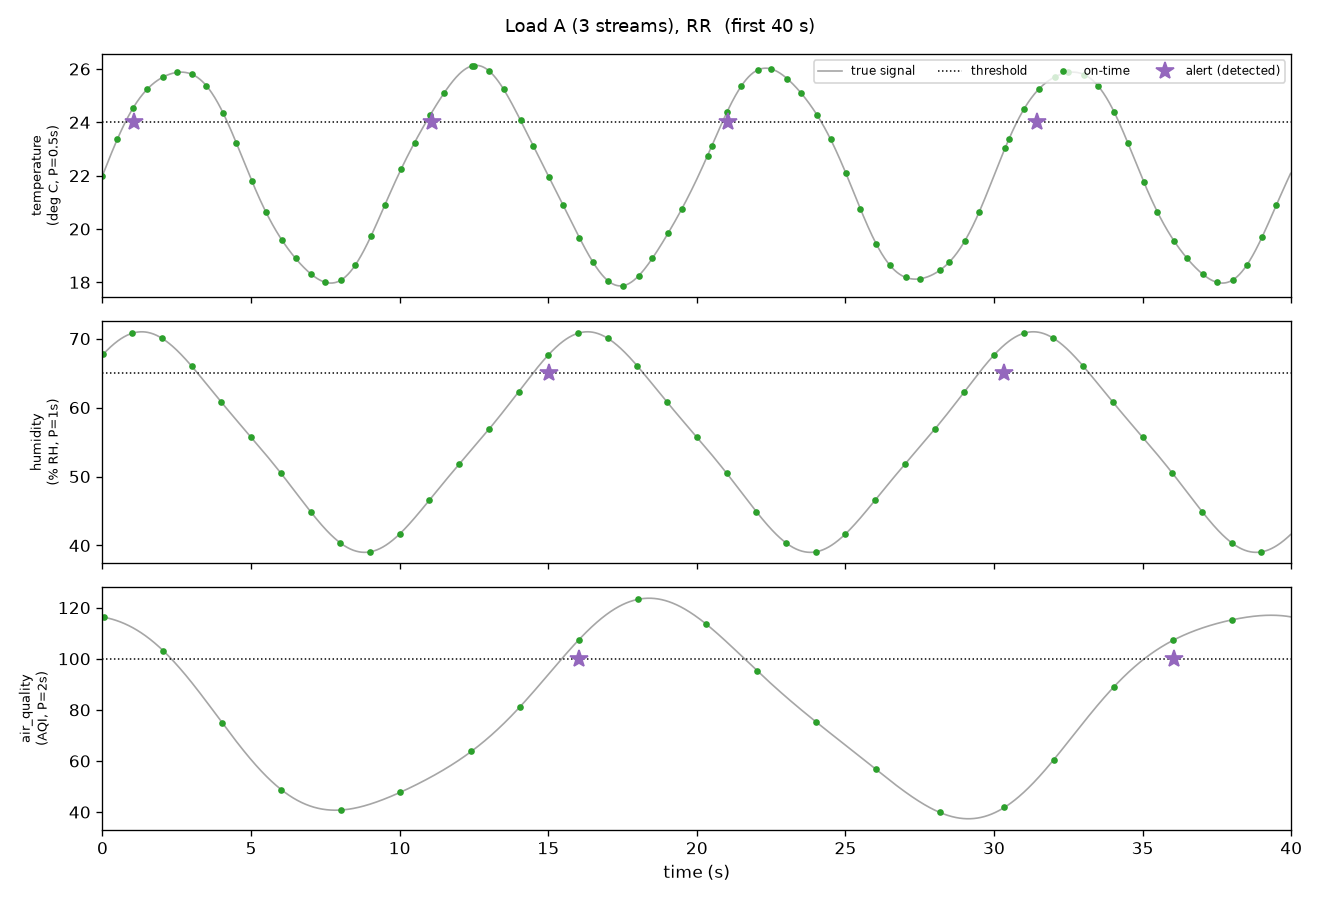 Load A (3 streams), RR  (first 40 s)
true signal
threshold
on-time
alert (detected)
26
24
22
20
18
temperature
(deg C, P=0.5s)
70
60
50
40
humidity
(% RH, P=1s)
120
100
80
60
40
air_quality
(AQI, P=2s)
0 5 10 15 20 25 30 35 40
time (s)